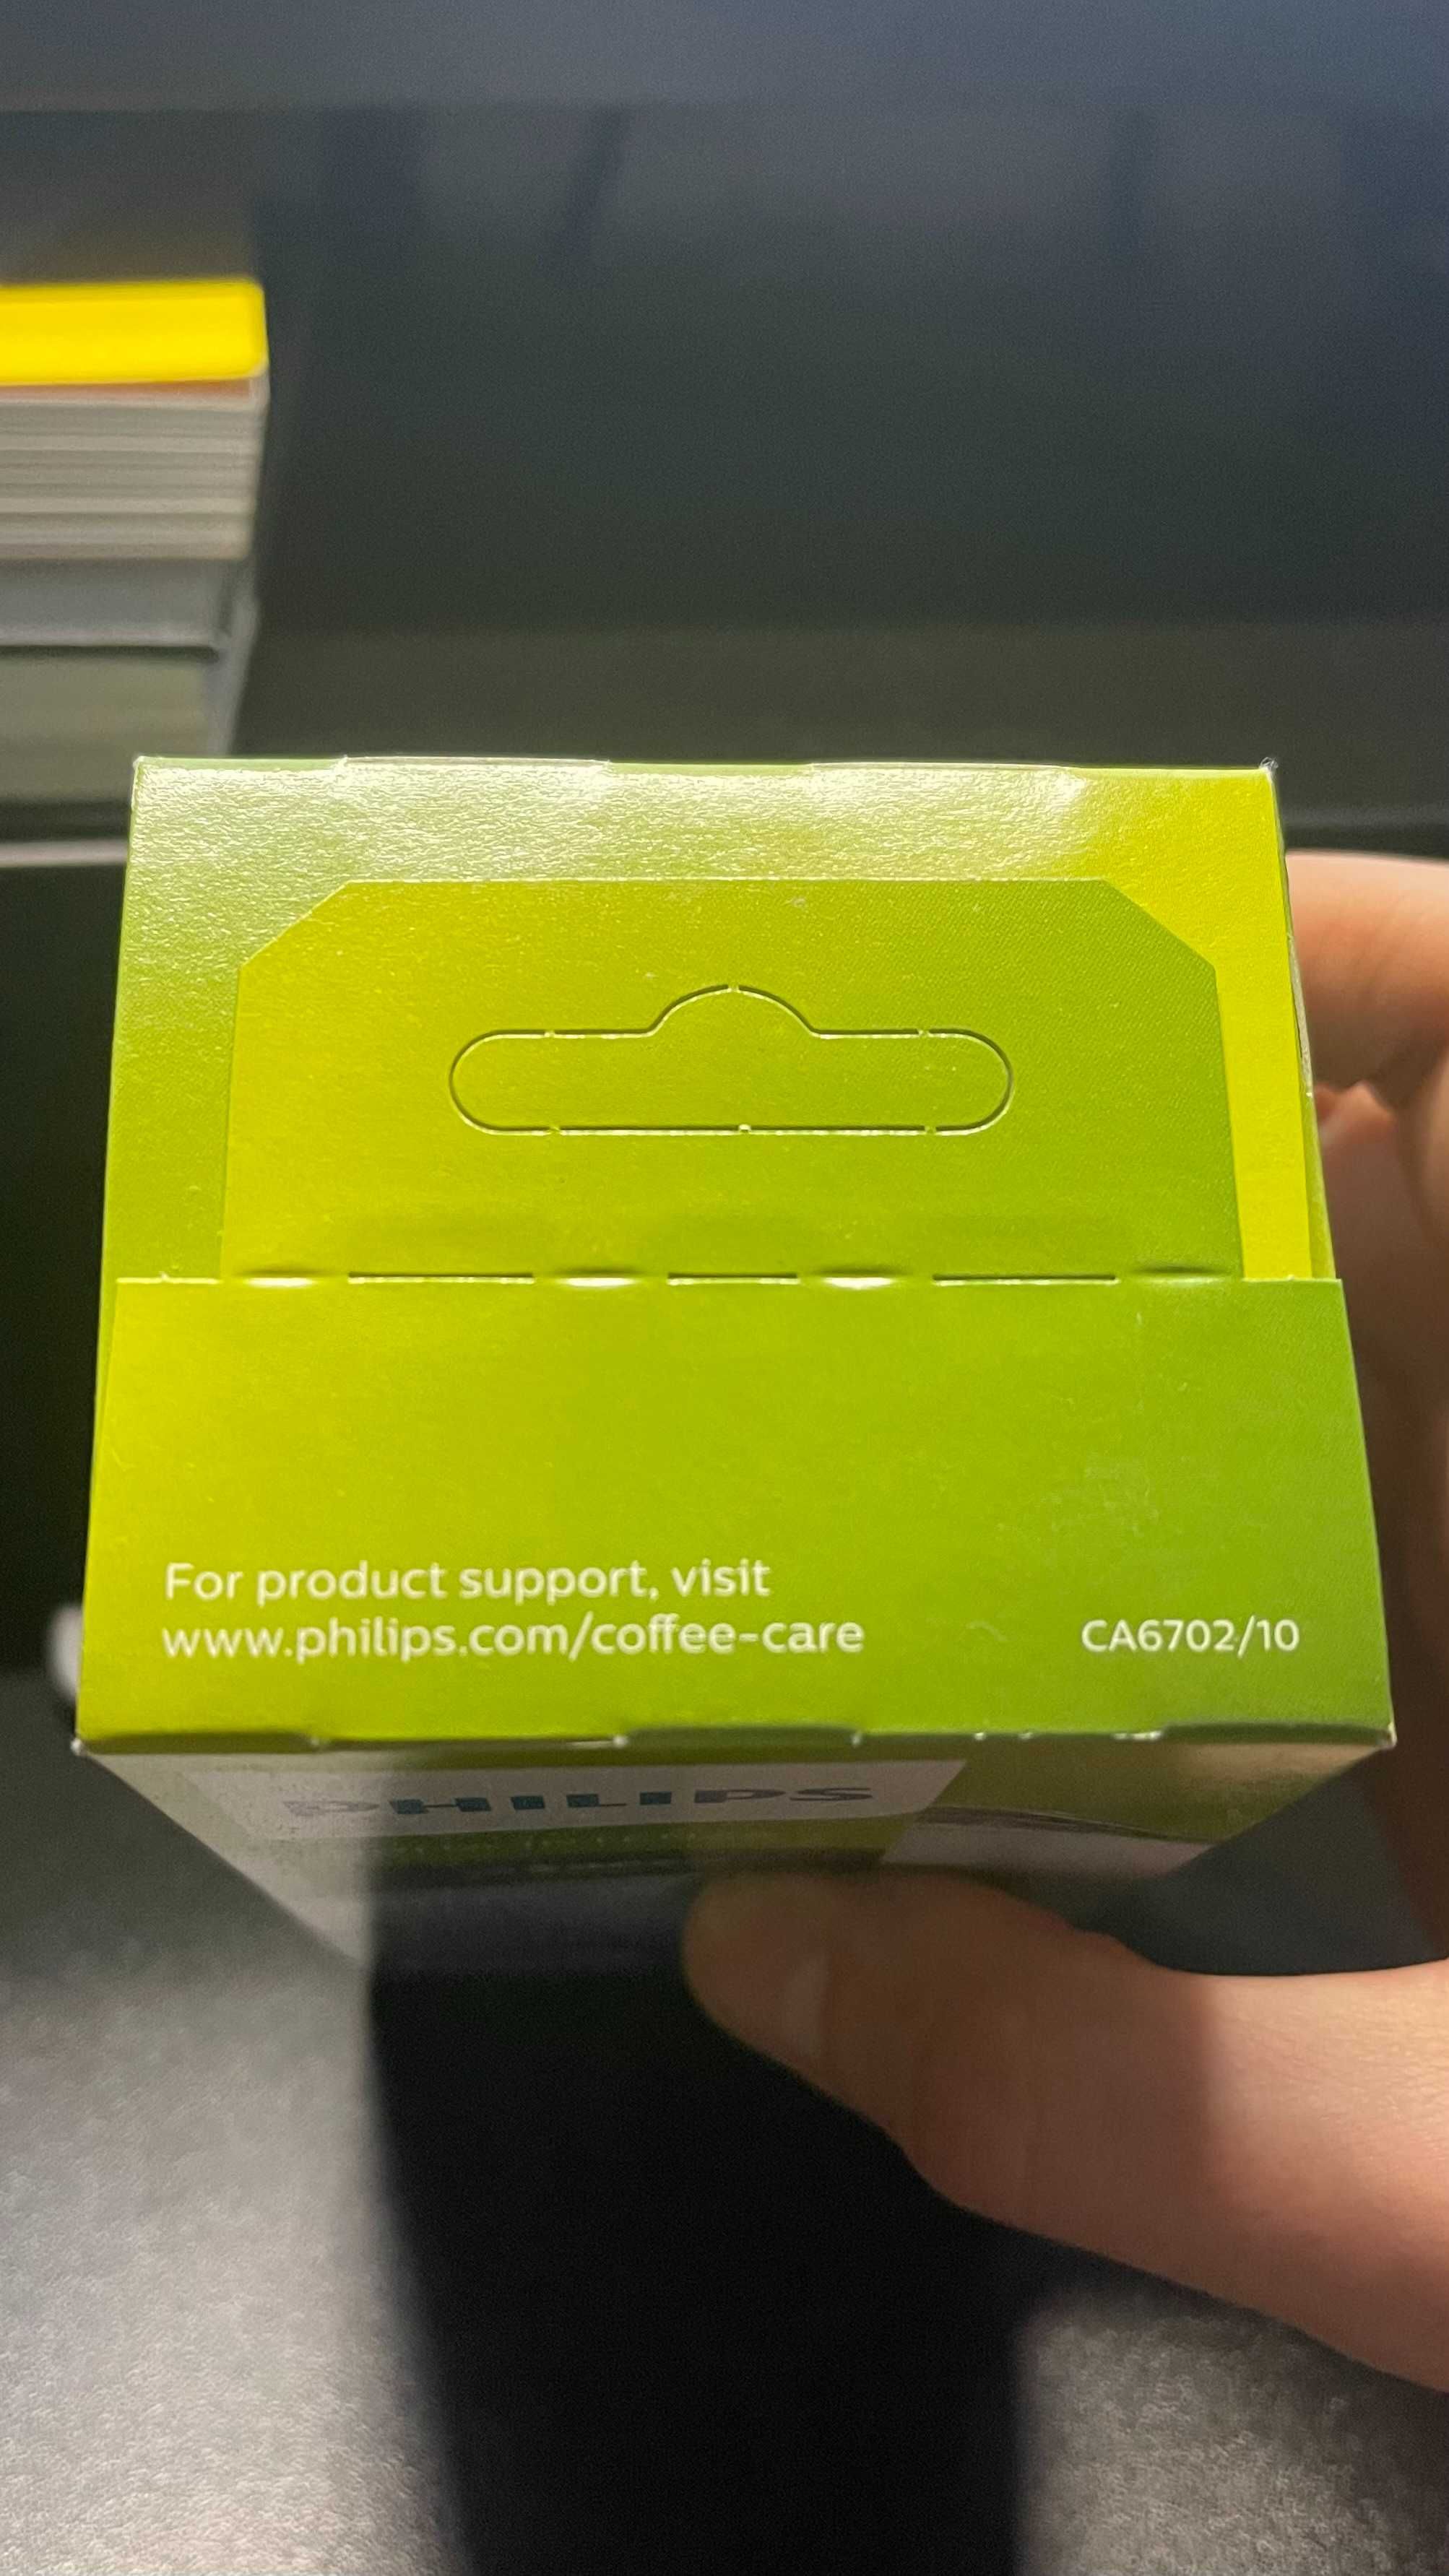 For product support, visit
www.philips.com/coffee-care
CA6702/10
PHILIPS